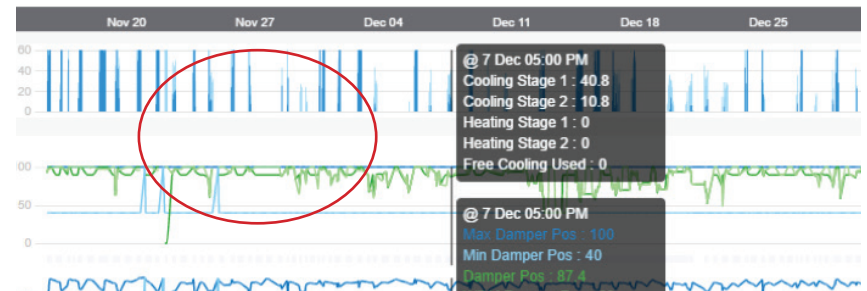 Nov 20 Nov 27 Dec 04 Dec 11 Dec 18 Dec 25
60
40
20
0
@ 7 Dec 05:00 PM
Cooling Stage 1 : 40.8
Cooling Stage 2 : 10.8
Heating Stage 1 : 0
Heating Stage 2 : 0
Free Cooling Used : 0
00
50
0
@ 7 Dec 05:00 PM
Max Damper Pos : 100
Min Damper Pos : 40
Damper Pos : 87.4